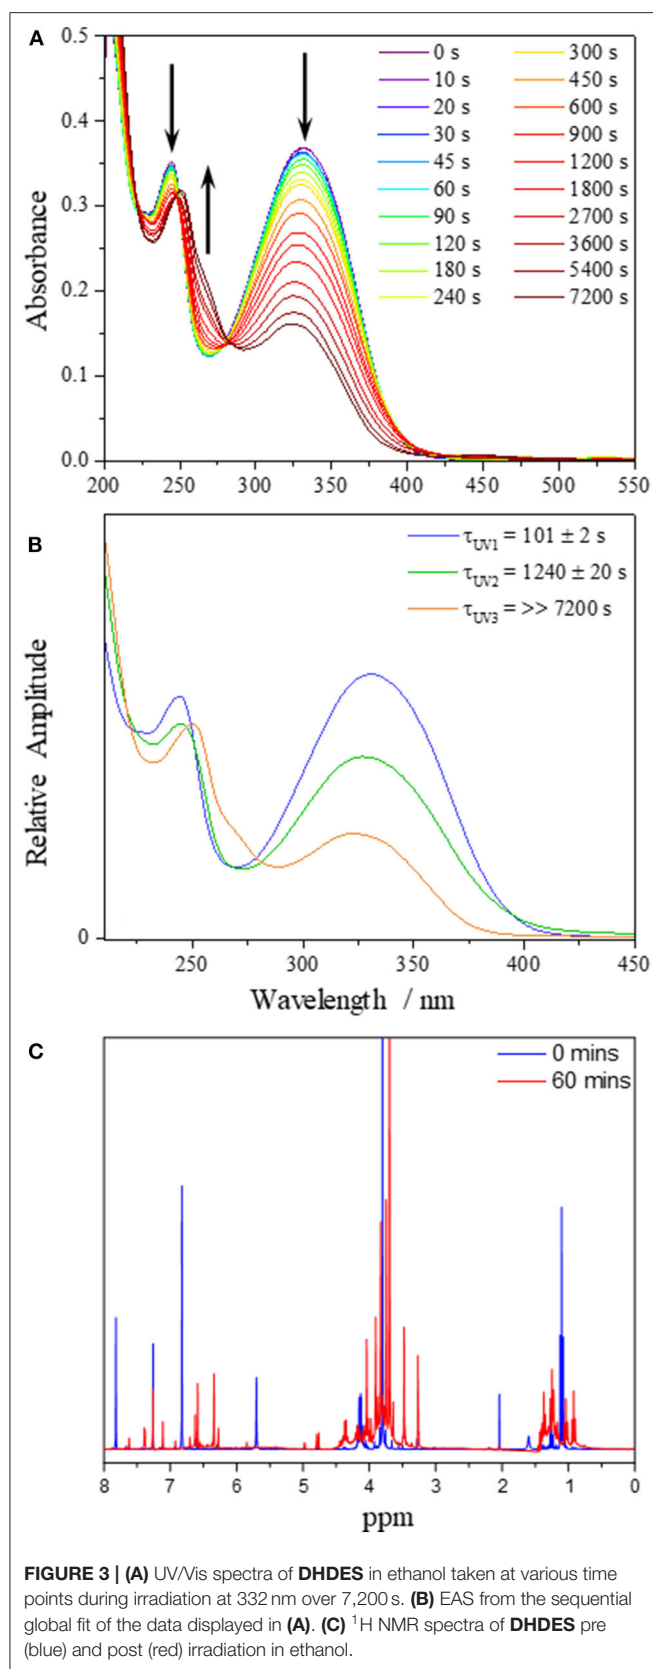 A
0.5
0.4
0.3
0.2
0.1
0.0
Absorbance
0 s
10 s
20 s
30 s
45 s
60 s
90 s
120 s
180 s
240 s
300 s
450 s
600 s
900 s
1200 s
1800 s
2700 s
3600 s
5400 s
7200 s
200 250 300 350 400 450 500 550
B
τUV1 = 101 ± 2 s
τUV2 = 1240 ± 20 s
τUV3 = >> 7200 s
Relative Amplitude
0
250 300 350 400 450
Wavelength / nm
C
0 mins
60 mins
8 7 6 5 4 3 2 1 0
ppm
FIGURE 3 | (A) UV/Vis spectra of DHDES in ethanol taken at various time
points during irradiation at 332 nm over 7,200 s. (B) EAS from the sequential
global fit of the data displayed in (A). (C) ¹H NMR spectra of DHDES pre
(blue) and post (red) irradiation in ethanol.